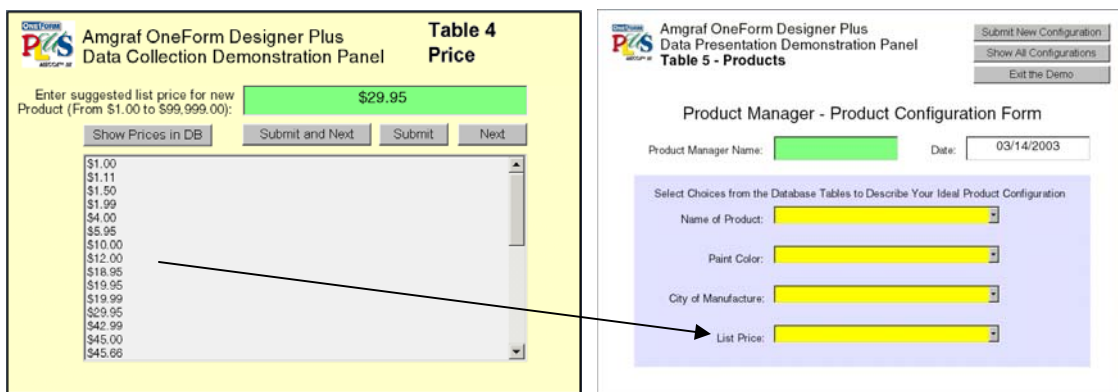 OneForm
PLUS
Amgraf OneForm Designer Plus
Data Collection Demonstration Panel
Table 4
Price
Enter suggested list price for new
Product (From $1.00 to $99,999.00):
$29.95
Show Prices in DB
Submit and Next
Submit
Next
$1.00
$1.11
$1.50
$1.99
$4.00
$5.95
$10.00
$12.00
$18.95
$19.95
$19.99
$29.95
$42.99
$45.00
$45.66
PLUS
Amgraf OneForm Designer Plus
Data Presentation Demonstration Panel
Table 5 - Products
Submit New Configuration
Show All Configurations
Exit the Demo
Product Manager - Product Configuration Form
Product Manager Name:
Date:
03/14/2003
Select Choices from the Database Tables to Describe Your Ideal Product Configuration
Name of Product:
Paint Color:
City of Manufacture:
List Price: